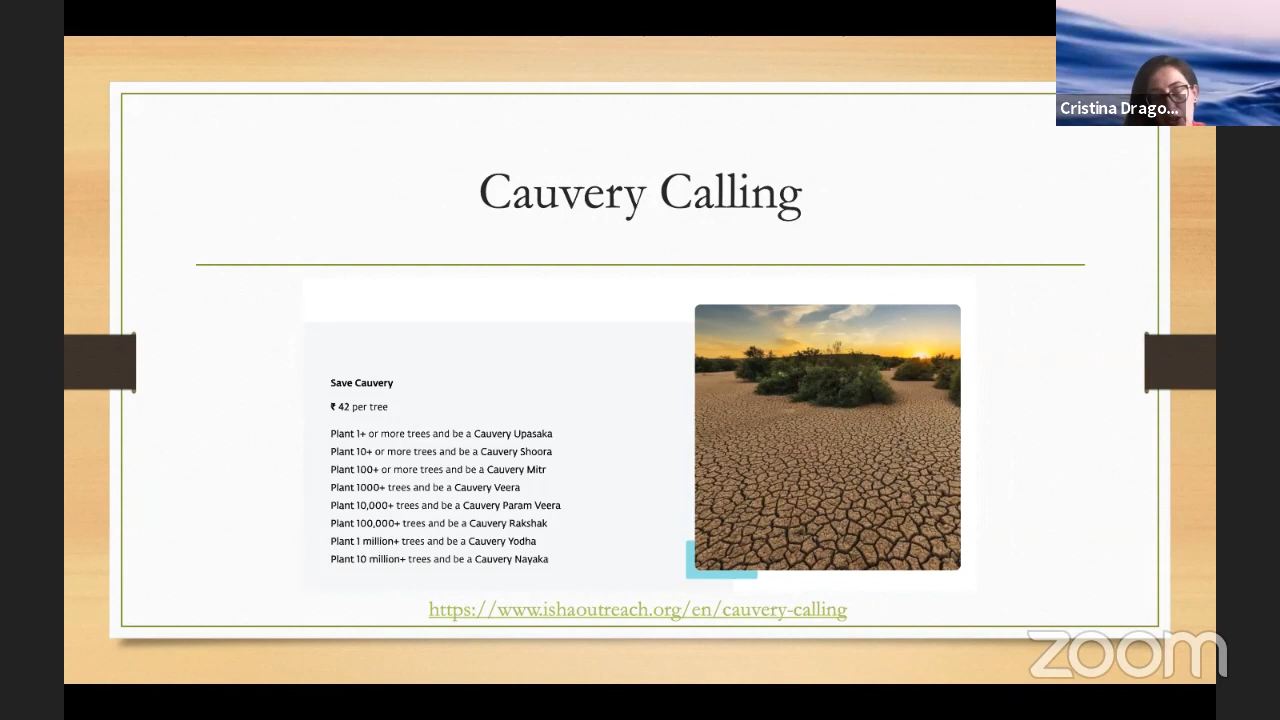 Cristina Drago...
Cauvery Calling
Save Cauvery
₹ 42 per tree
Plant 1+ or more trees and be a Cauvery Upasaka
Plant 10+ or more trees and be a Cauvery Shoora
Plant 100+ or more trees and be a Cauvery Mitr
Plant 1000+ trees and be a Cauvery Veera
Plant 10,000+ trees and be a Cauvery Param Veera
Plant 100,000+ trees and be a Cauvery Rakshak
Plant 1 million+ trees and be a Cauvery Yodha
Plant 10 million+ trees and be a Cauvery Nayaka
https://www.ishaoutreach.org/en/cauvery-calling
zoom